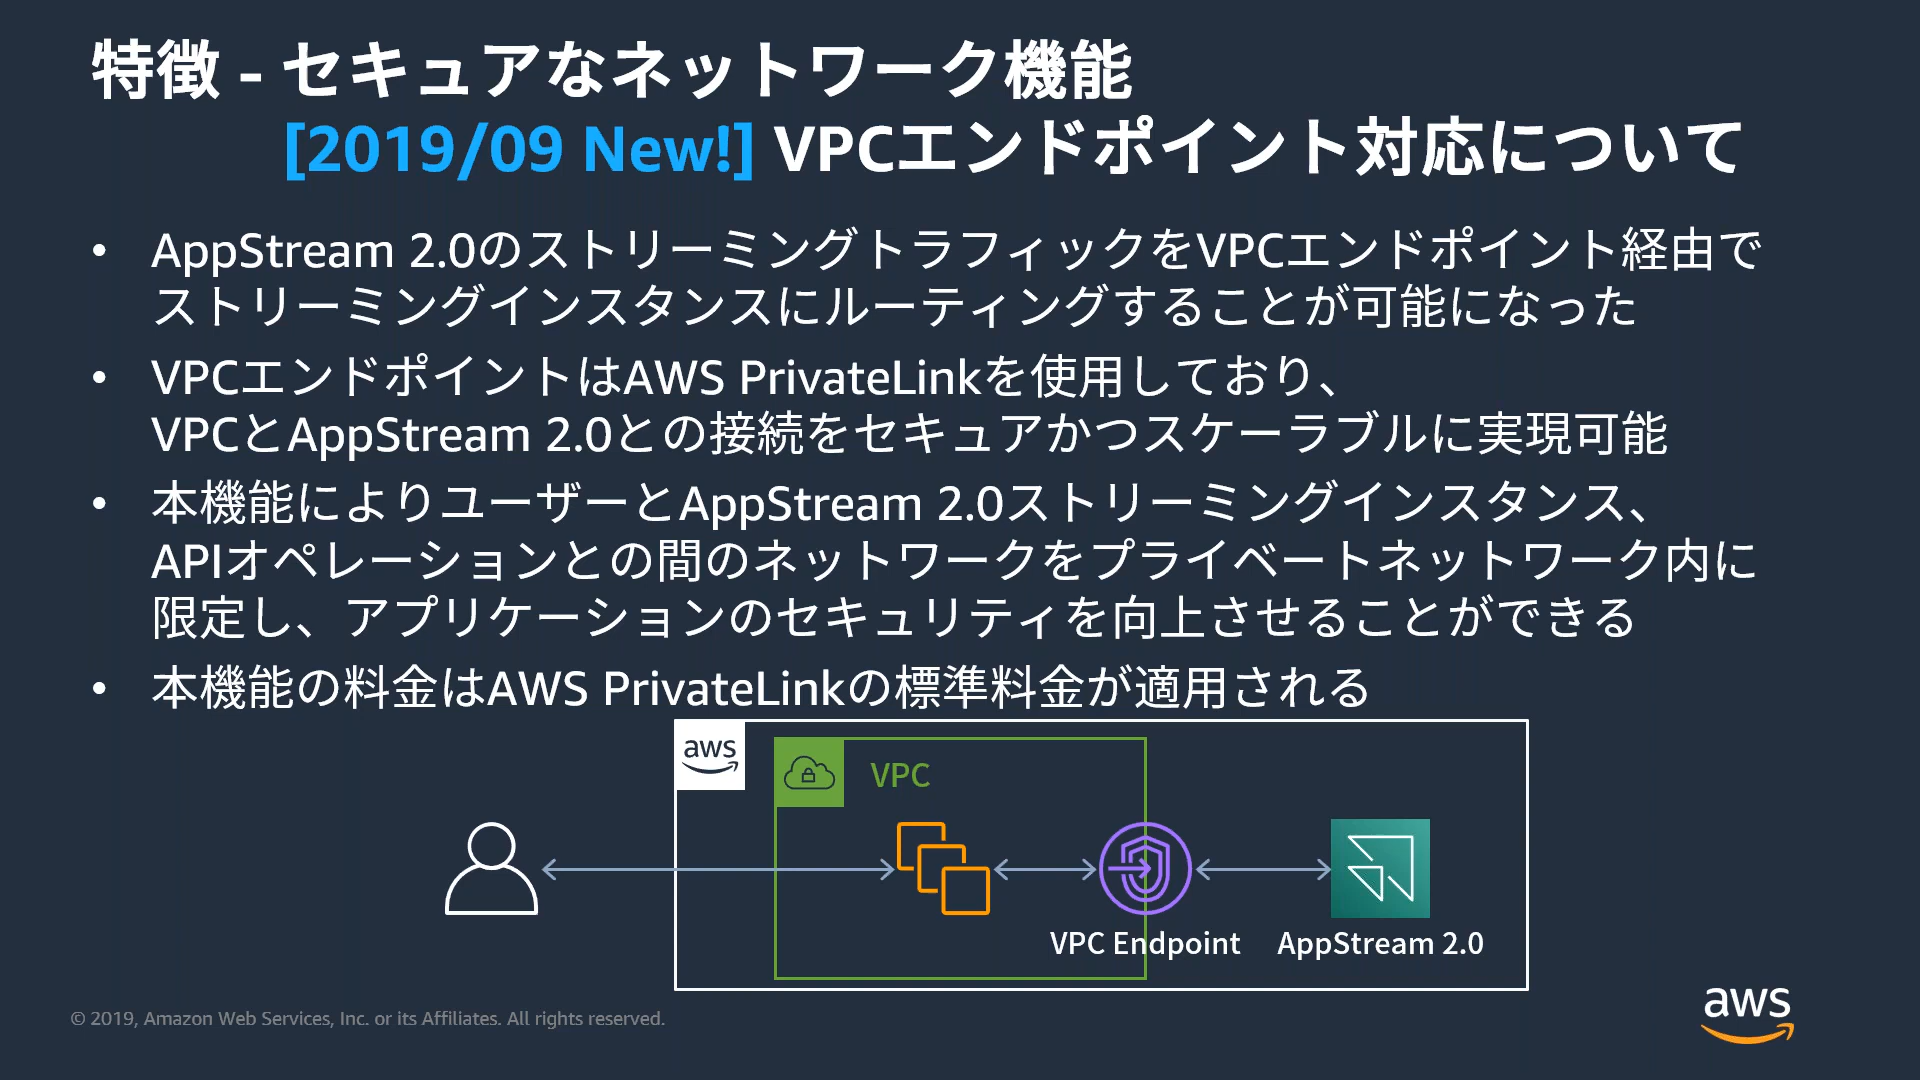 特徴 - セキュアなネットワーク機能
[2019/09 New!] VPCエンドポイント対応について
• AppStream 2.0のストリーミングトラフィックをVPCエンドポイント経由で
ストリーミングインスタンスにルーティングすることが可能になった
• VPCエンドポイントはAWS PrivateLinkを使用しており、
VPCとAppStream 2.0との接続をセキュアかつスケーラブルに実現可能
• 本機能によりユーザーとAppStream 2.0ストリーミングインスタンス、
APIオペレーションとの間のネットワークをプライベートネットワーク内に
限定し、アプリケーションのセキュリティを向上させることができる
• 本機能の料金はAWS PrivateLinkの標準料金が適用される
aws
VPC
VPC Endpoint
AppStream 2.0
© 2019, Amazon Web Services, Inc. or its Affiliates. All rights reserved.
aws